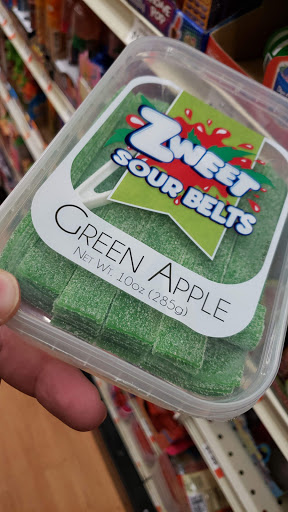 Zweet
Sour Belts
Green Apple
Net Wt. 10oz (285g)